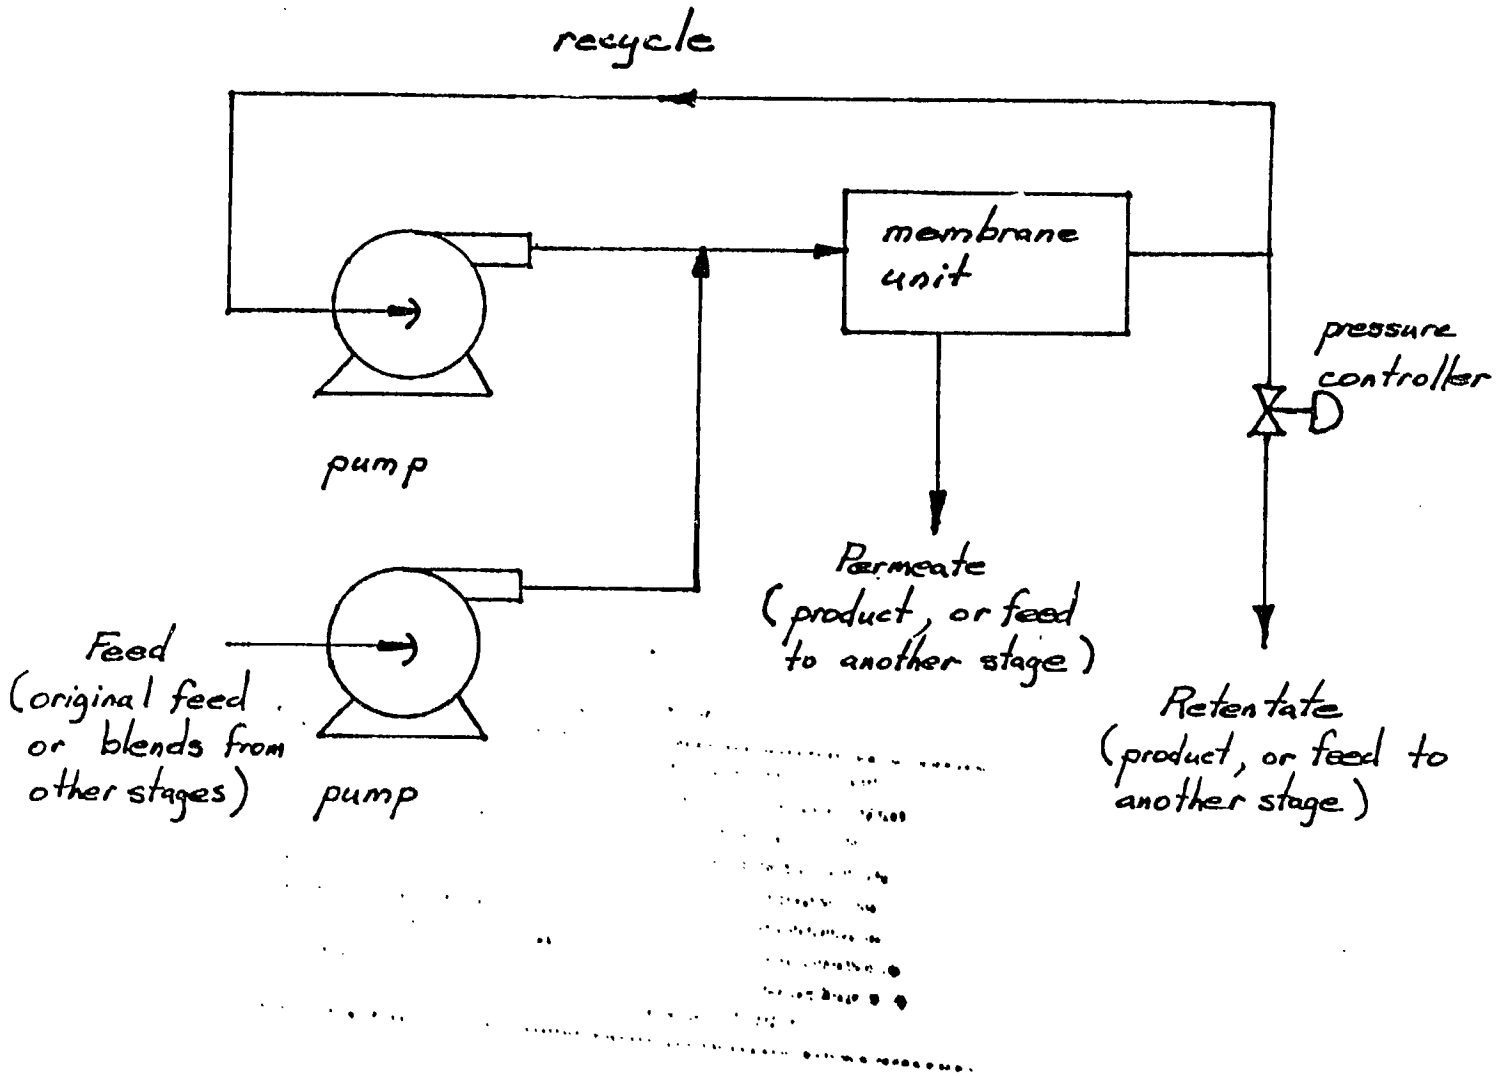 recycle
membrane
unit
pressure
controller
pump
Permeate
(product, or feed
to another stage)
Feed
(original feed
or blends from
other stages)
pump
Retentate
(product, or feed to
another stage)